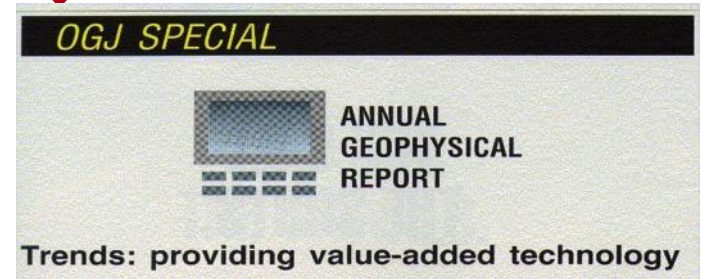 OGJ SPECIAL
ANNUAL
GEOPHYSICAL
REPORT
Trends: providing value-added technology